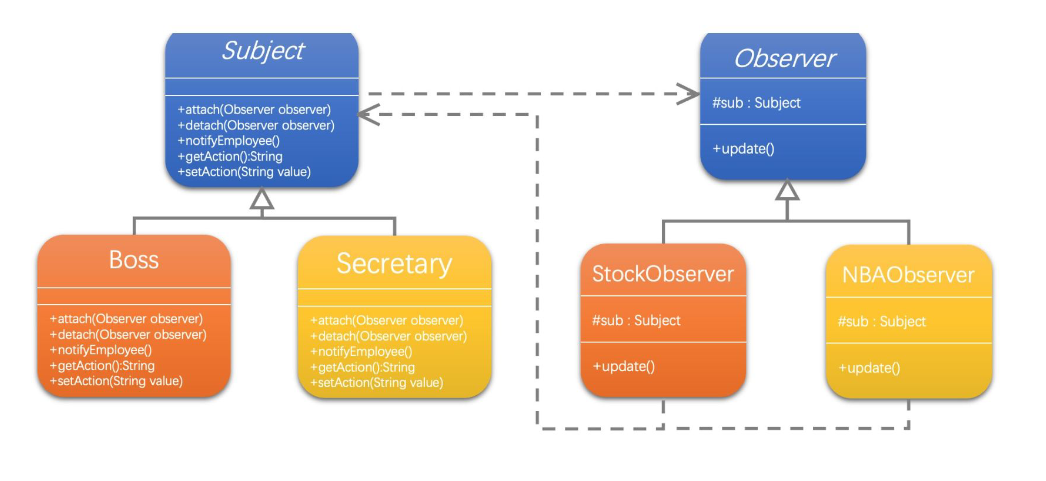 Subject
+attach(Observer observer)
+detach(Observer observer)
+notifyEmployee()
+getAction():String
+setAction(String value)
Observer
#sub : Subject
+update()
Boss
+attach(Observer observer)
+detach(Observer observer)
+notifyEmployee()
+getAction():String
+setAction(String value)
Secretary
+attach(Observer observer)
+detach(Observer observer)
+notifyEmployee()
+getAction():String
+setAction(String value)
StockObserver
#sub : Subject
+update()
NBAObserver
#sub : Subject
+update()